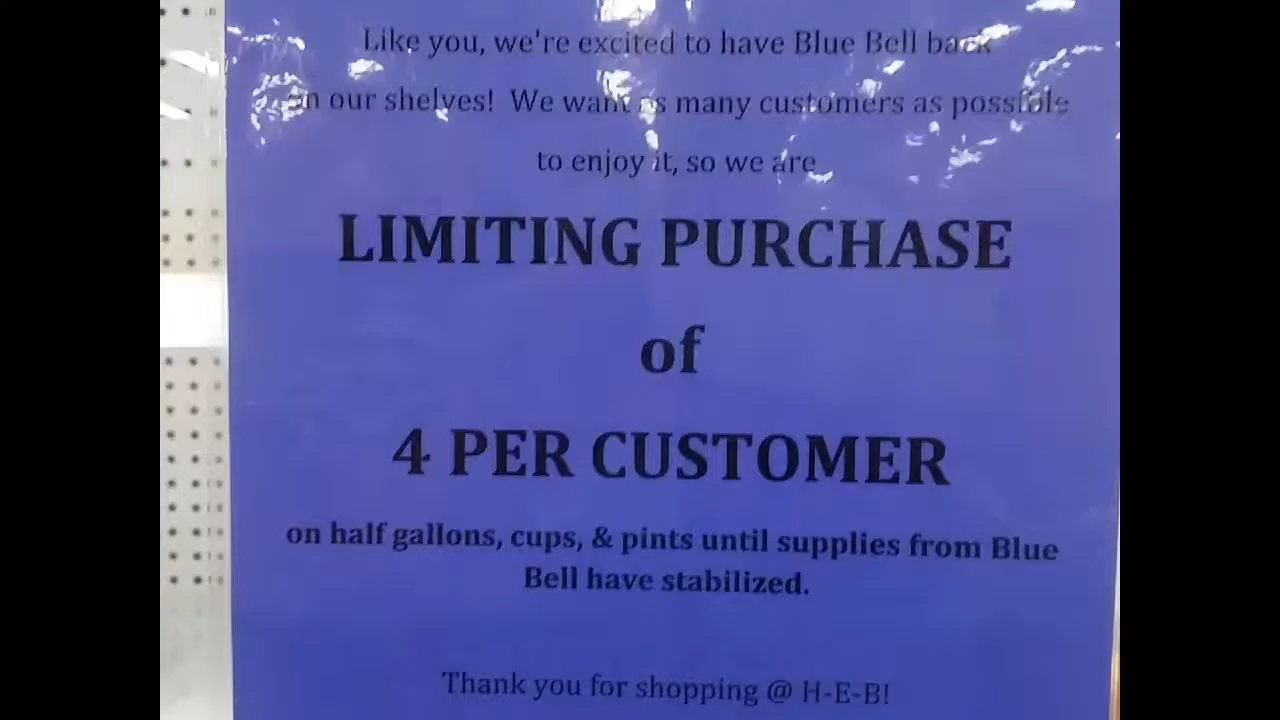 Like you, we're excited to have Blue Bell back
on our shelves! We want as many customers as possible
to enjoy it, so we are
LIMITING PURCHASE
of
4 PER CUSTOMER
on half gallons, cups, & pints until supplies from Blue
Bell have stabilized.
Thank you for shopping @ H-E-B!